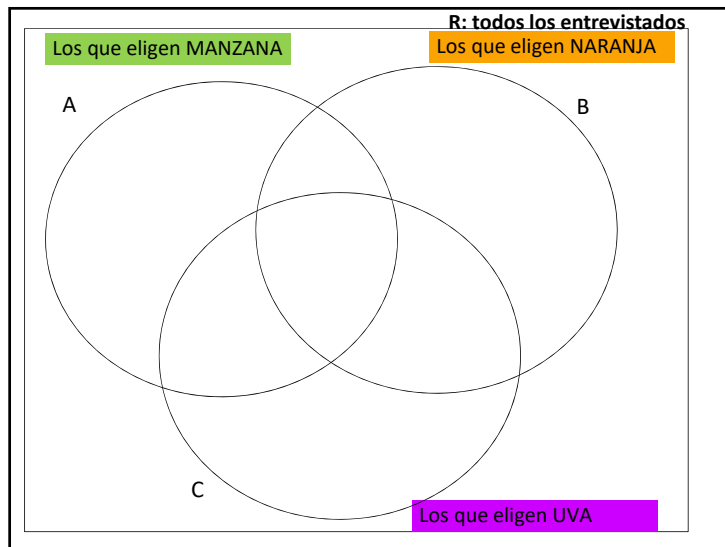 R: todos los entrevistados
Los que eligen MANZANA
Los que eligen NARANJA
A
B
C
Los que eligen UVA